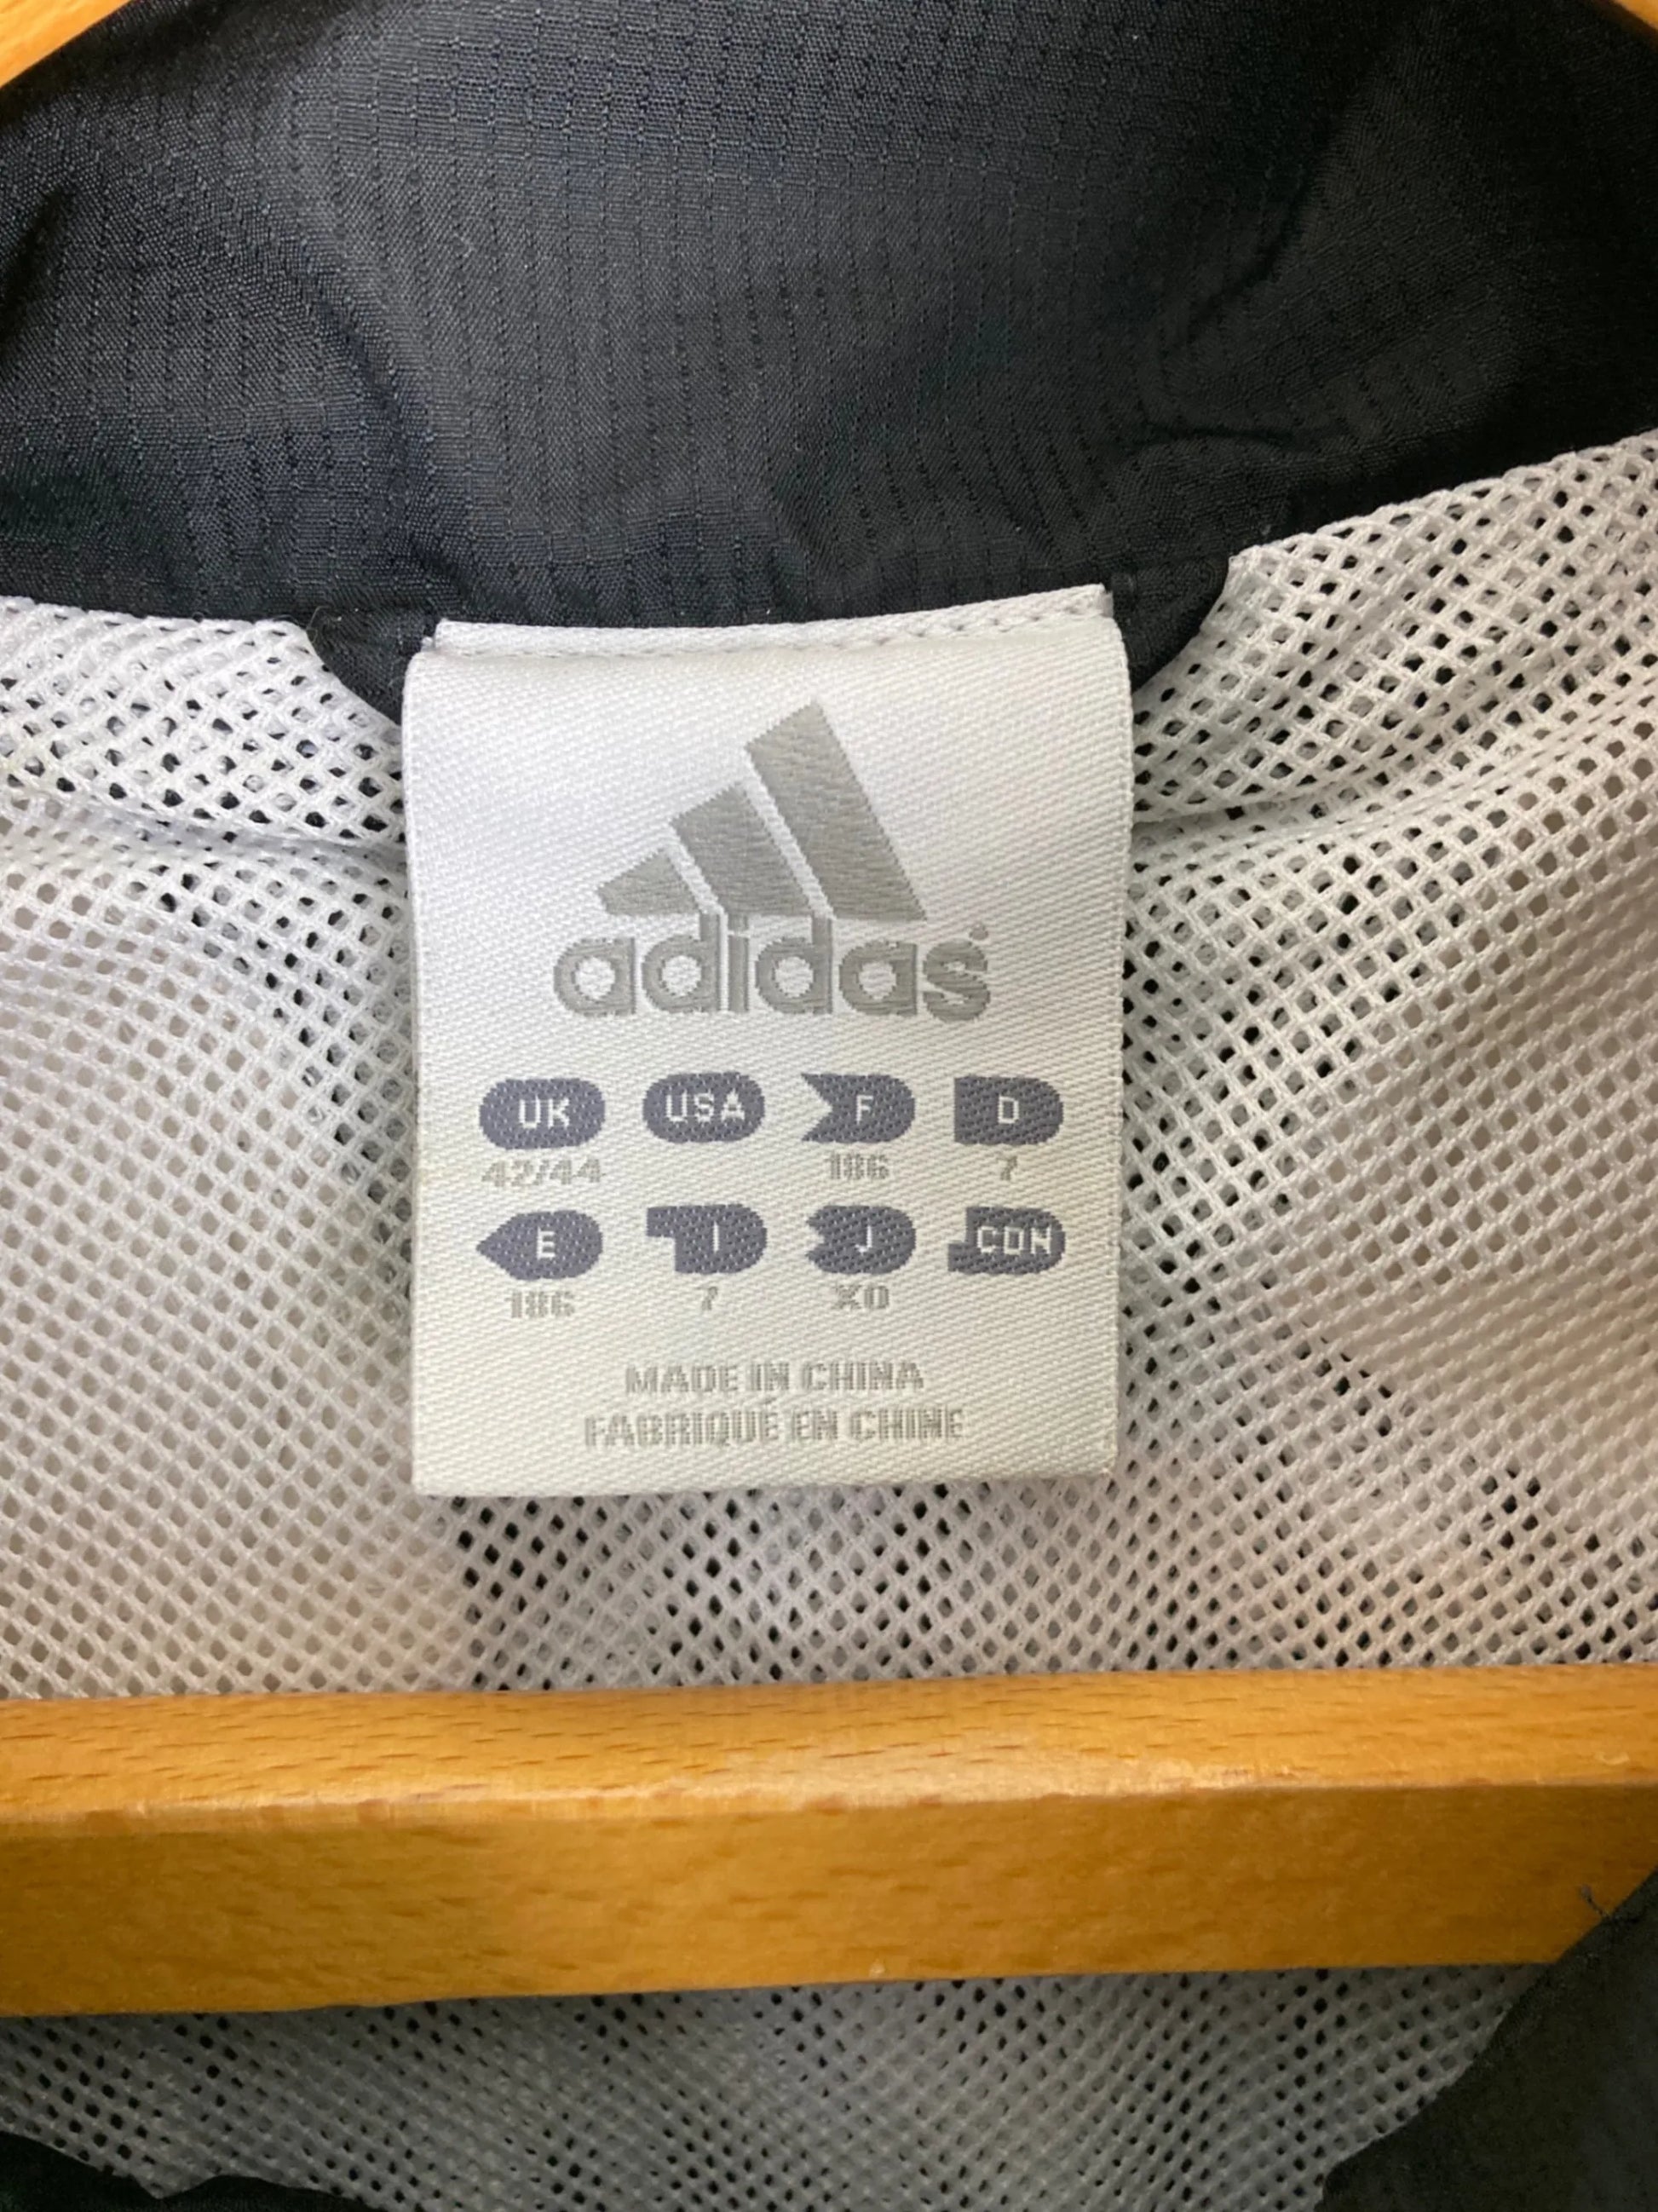 adidas®
UK USA F D
42/44 186 7
E I J CDN
186 7 XO
MADE IN CHINA
FABRIQUÉ EN CHINE